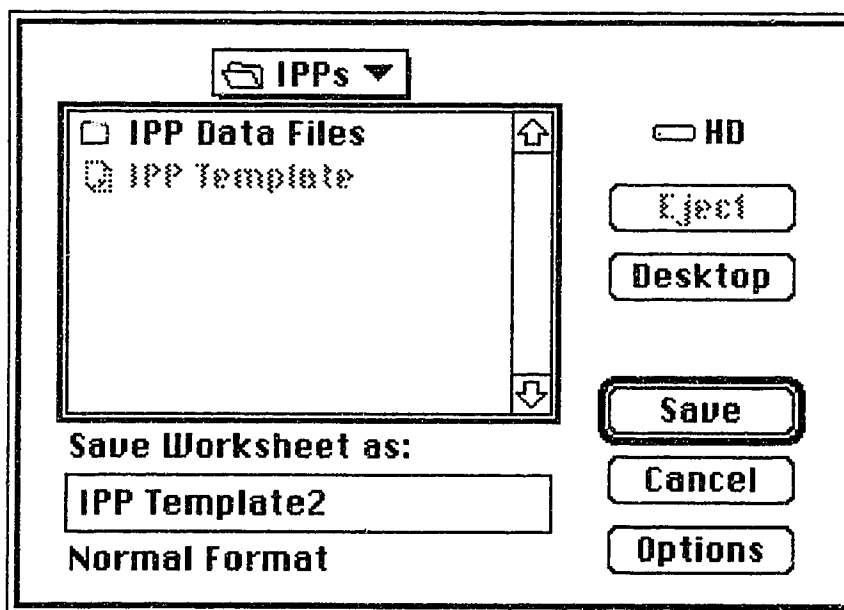 IPPs
IPP Data Files
IPP Template
HD
Eject
Desktop
Save
Cancel
Options
Save Worksheet as:
IPP Template2
Normal Format